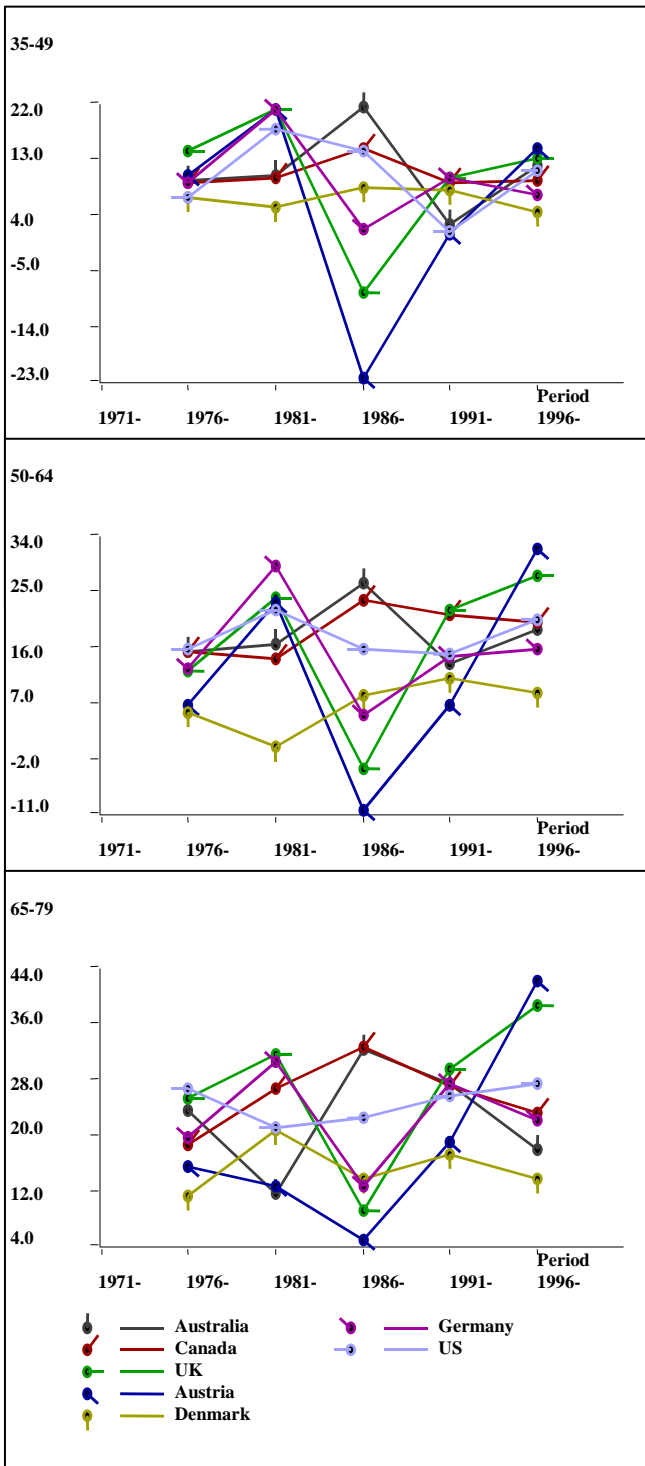 35-49
22.0
13.0
4.0
-5.0
-14.0
-23.0
Period
1971- 1976- 1981- 1986- 1991- 1996-
50-64
34.0
25.0
16.0
7.0
-2.0
-11.0
Period
1971- 1976- 1981- 1986- 1991- 1996-
65-79
44.0
36.0
28.0
20.0
12.0
4.0
Period
1971- 1976- 1981- 1986- 1991- 1996-
Australia Germany
Canada US
UK
Austria
Denmark